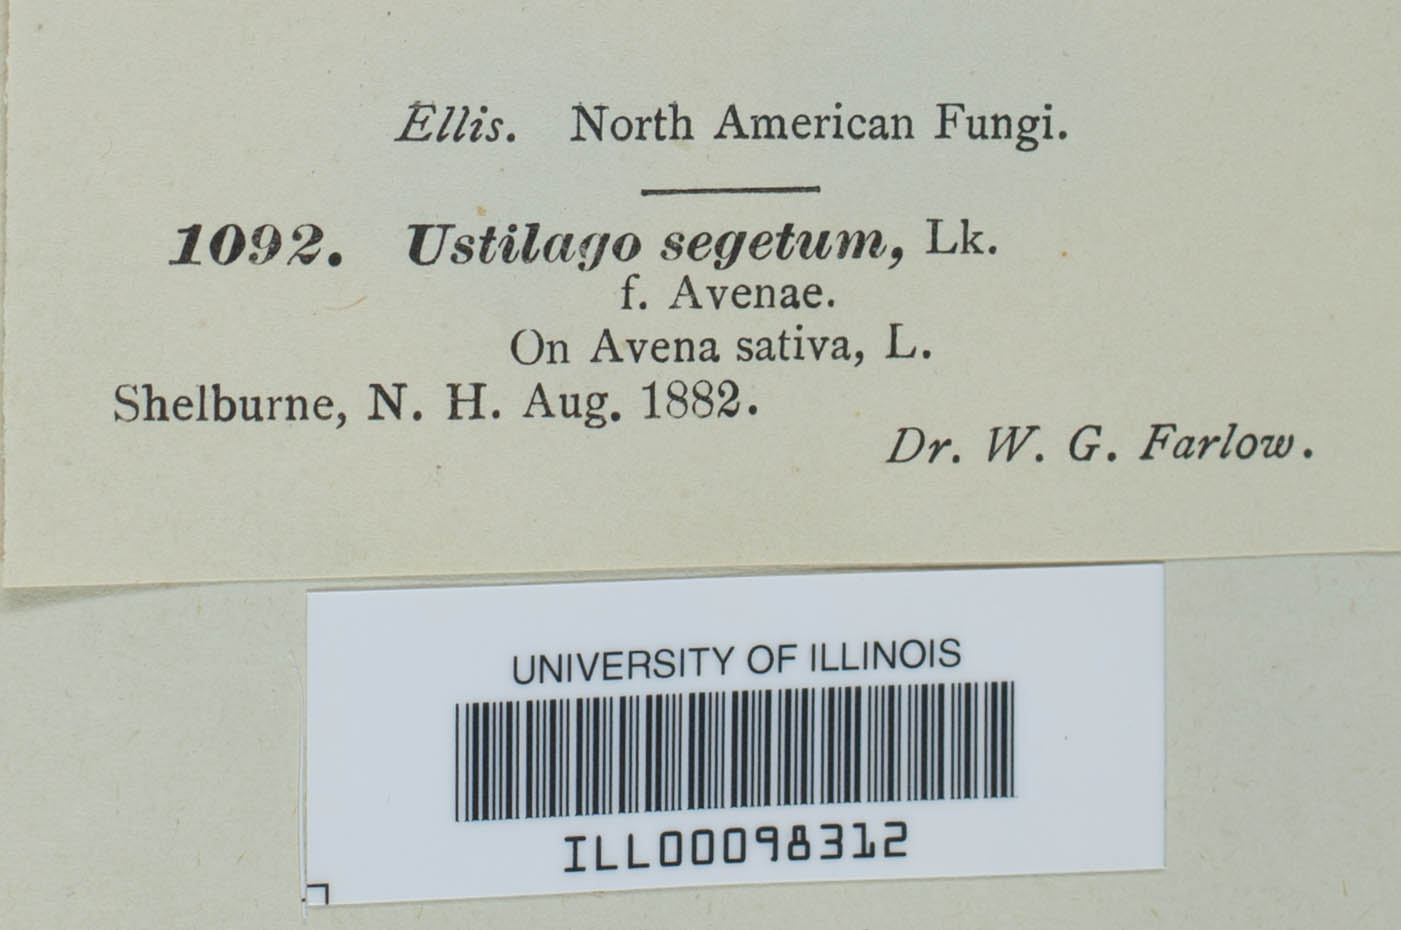 Ellis. North American Fungi.
1092. Ustilago segetum, Lk.
f. Avenae.
On Avena sativa, L.
Shelburne, N. H. Aug. 1882.
Dr. W. G. Farlow.
UNIVERSITY OF ILLINOIS
ILL00098312